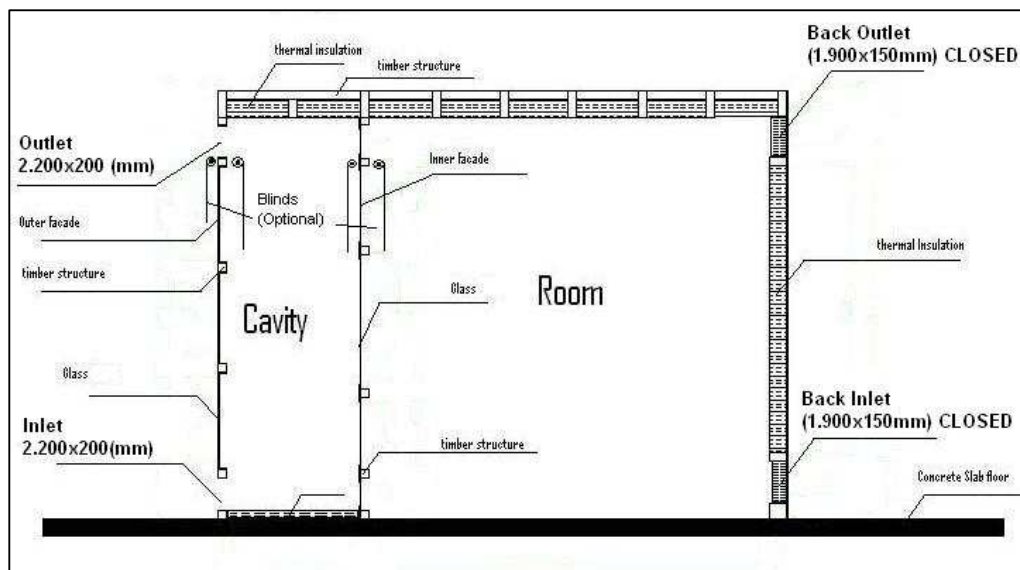 thermal insulation
timber structure
Back Outlet
(1.900x150mm) CLOSED
Outlet
2.200x200 (mm)
Inner facade
Blinds
(Optional)
Outer facade
thermal Insulation
timber structure
Room
Glass
Cavity
Glass
Back Inlet
(1.900x150mm) CLOSED
Inlet
2.200x200(mm)
timber structure
Concrete Slab floor